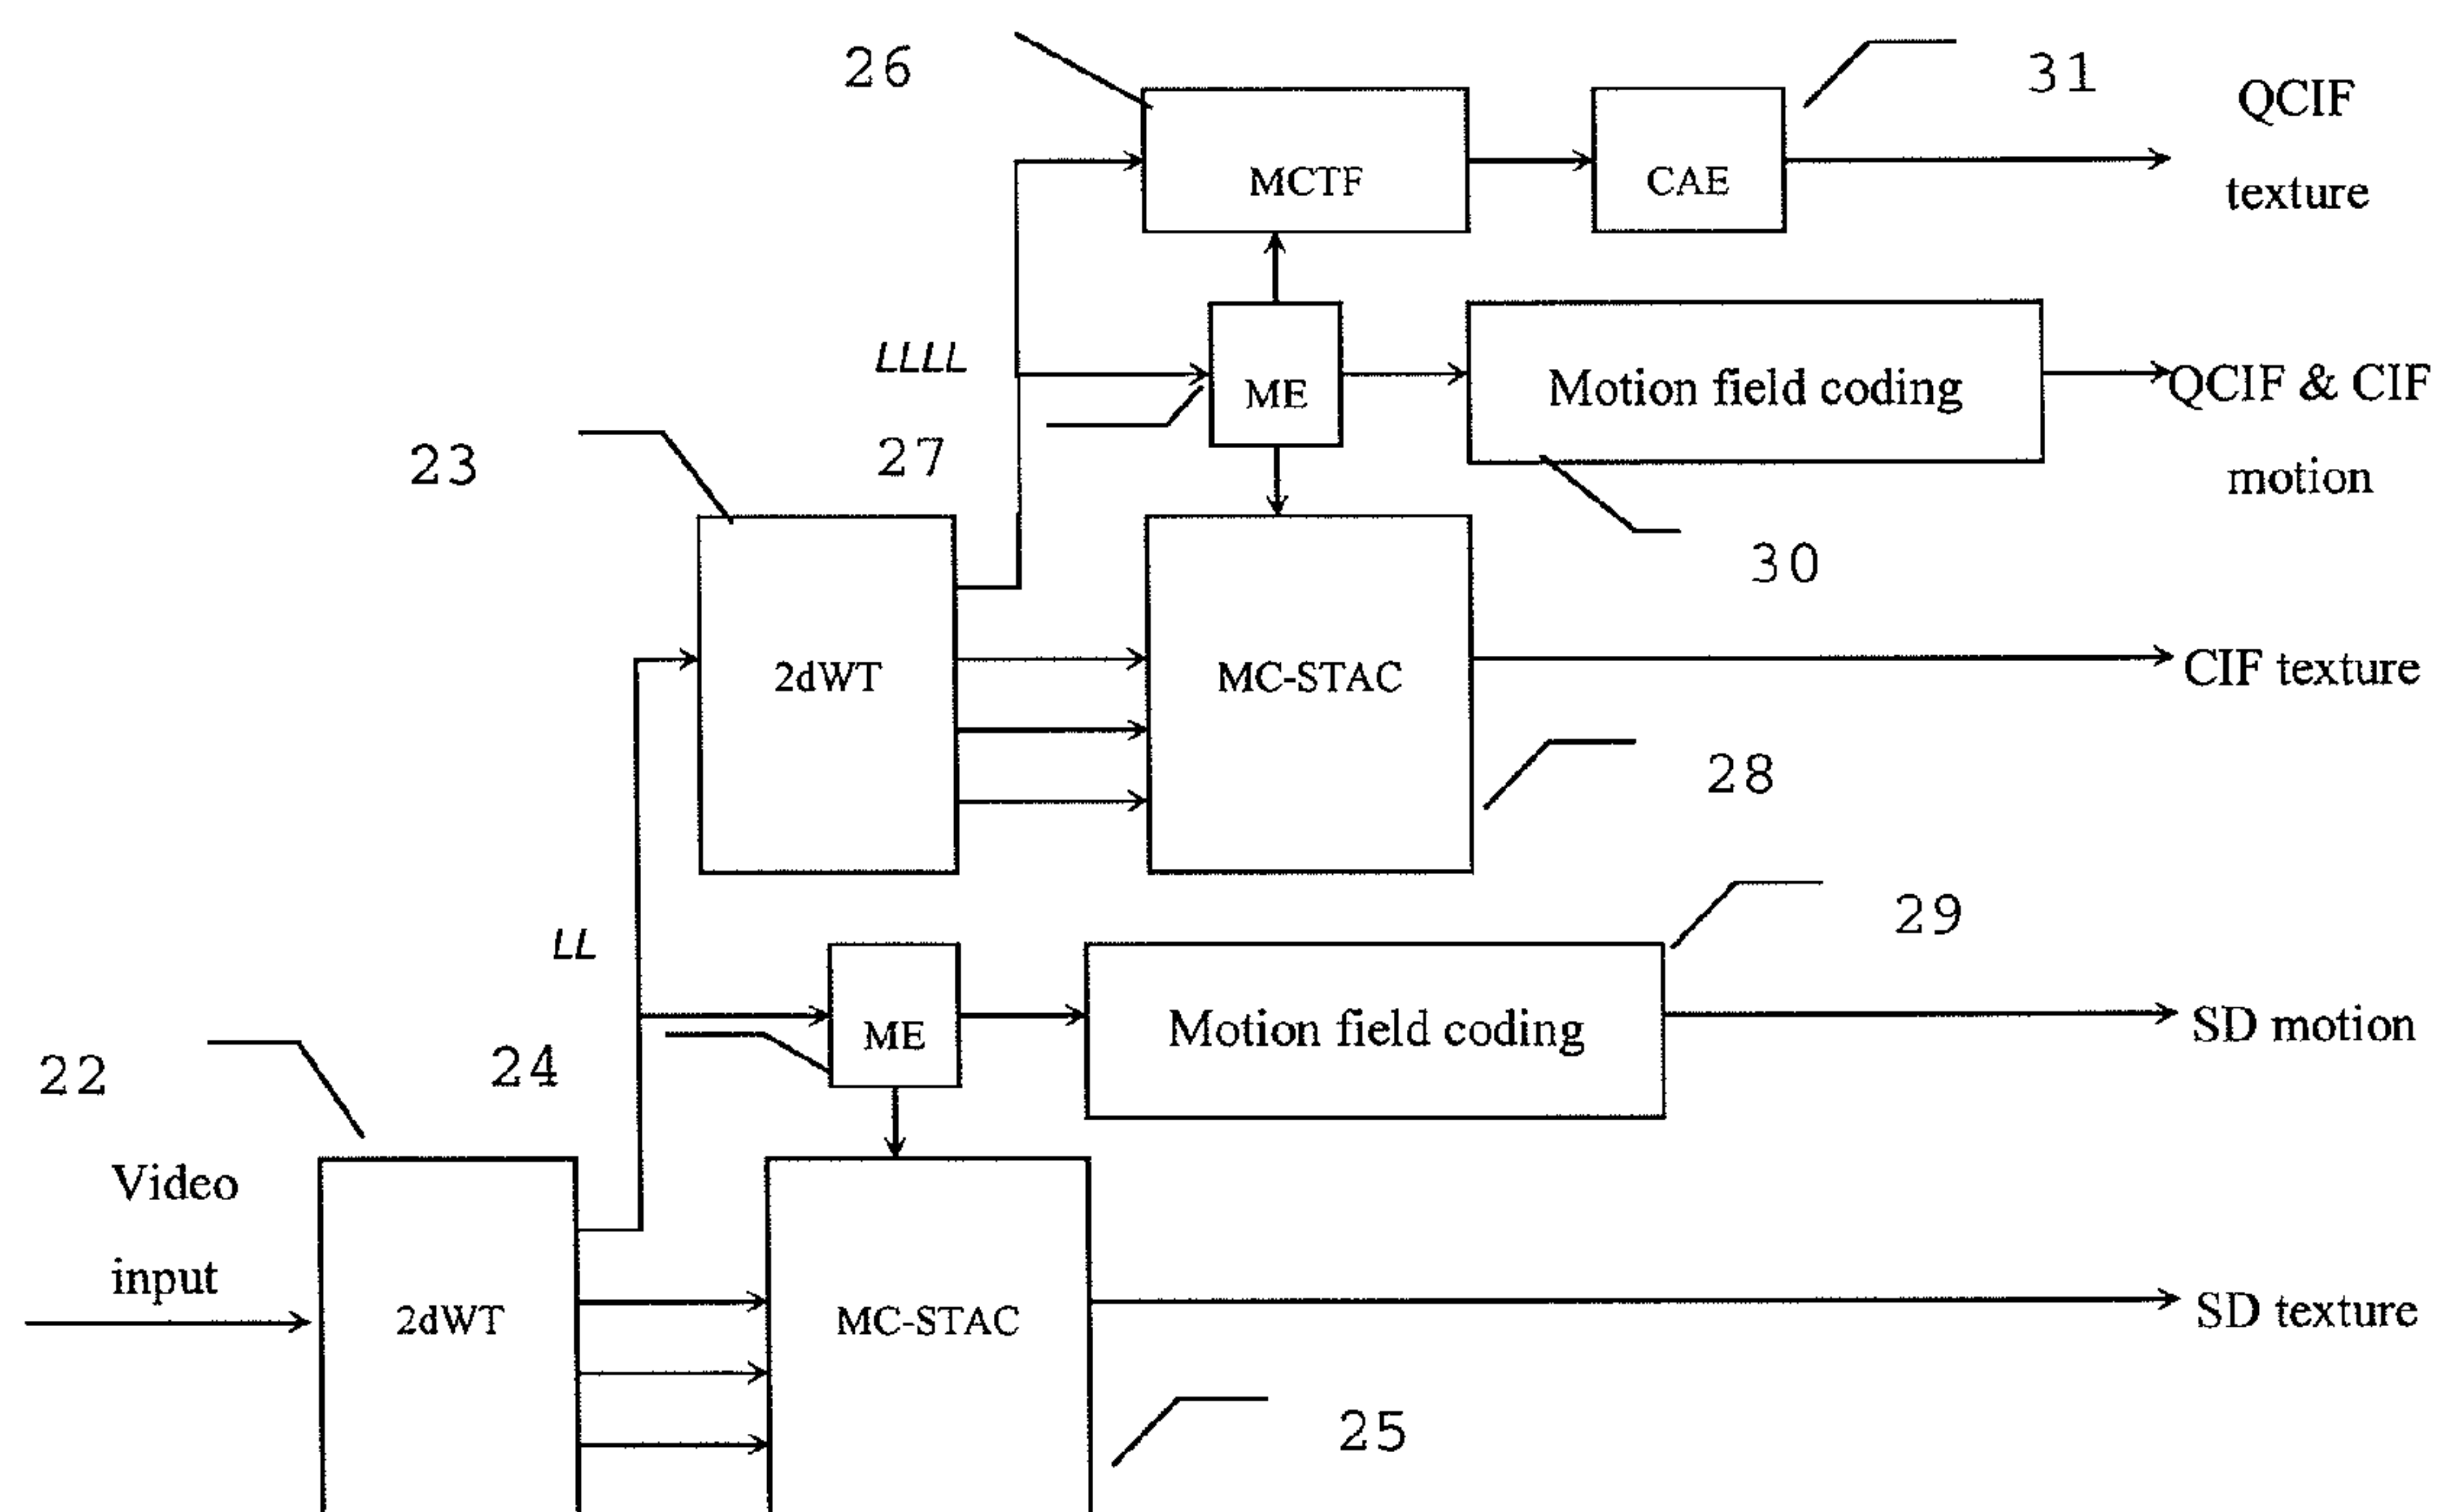 26
31
QCIF
texture
MCTF
CAE
LLLL
ME
Motion field coding
QCIF & CIF
motion
23
27
30
2dWT
MC-STAC
CIF texture
28
29
LL
ME
Motion field coding
SD motion
22
24
Video
input
2dWT
MC-STAC
SD texture
25